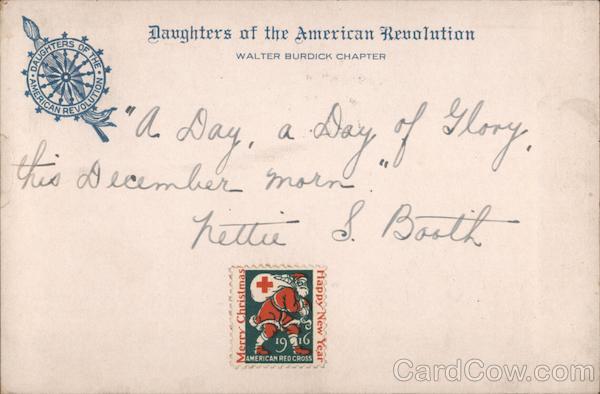 Daughters of the American Revolution
WALTER BURDICK CHAPTER
DAUGHTERS OF THE
AMERICAN REVOLUTION
"A Day, a Day of Glory,
this December morn."
Nettie S. Booth
Merry Christmas
Happy New Year
1916
AMERICAN RED CROSS
CardCow.com